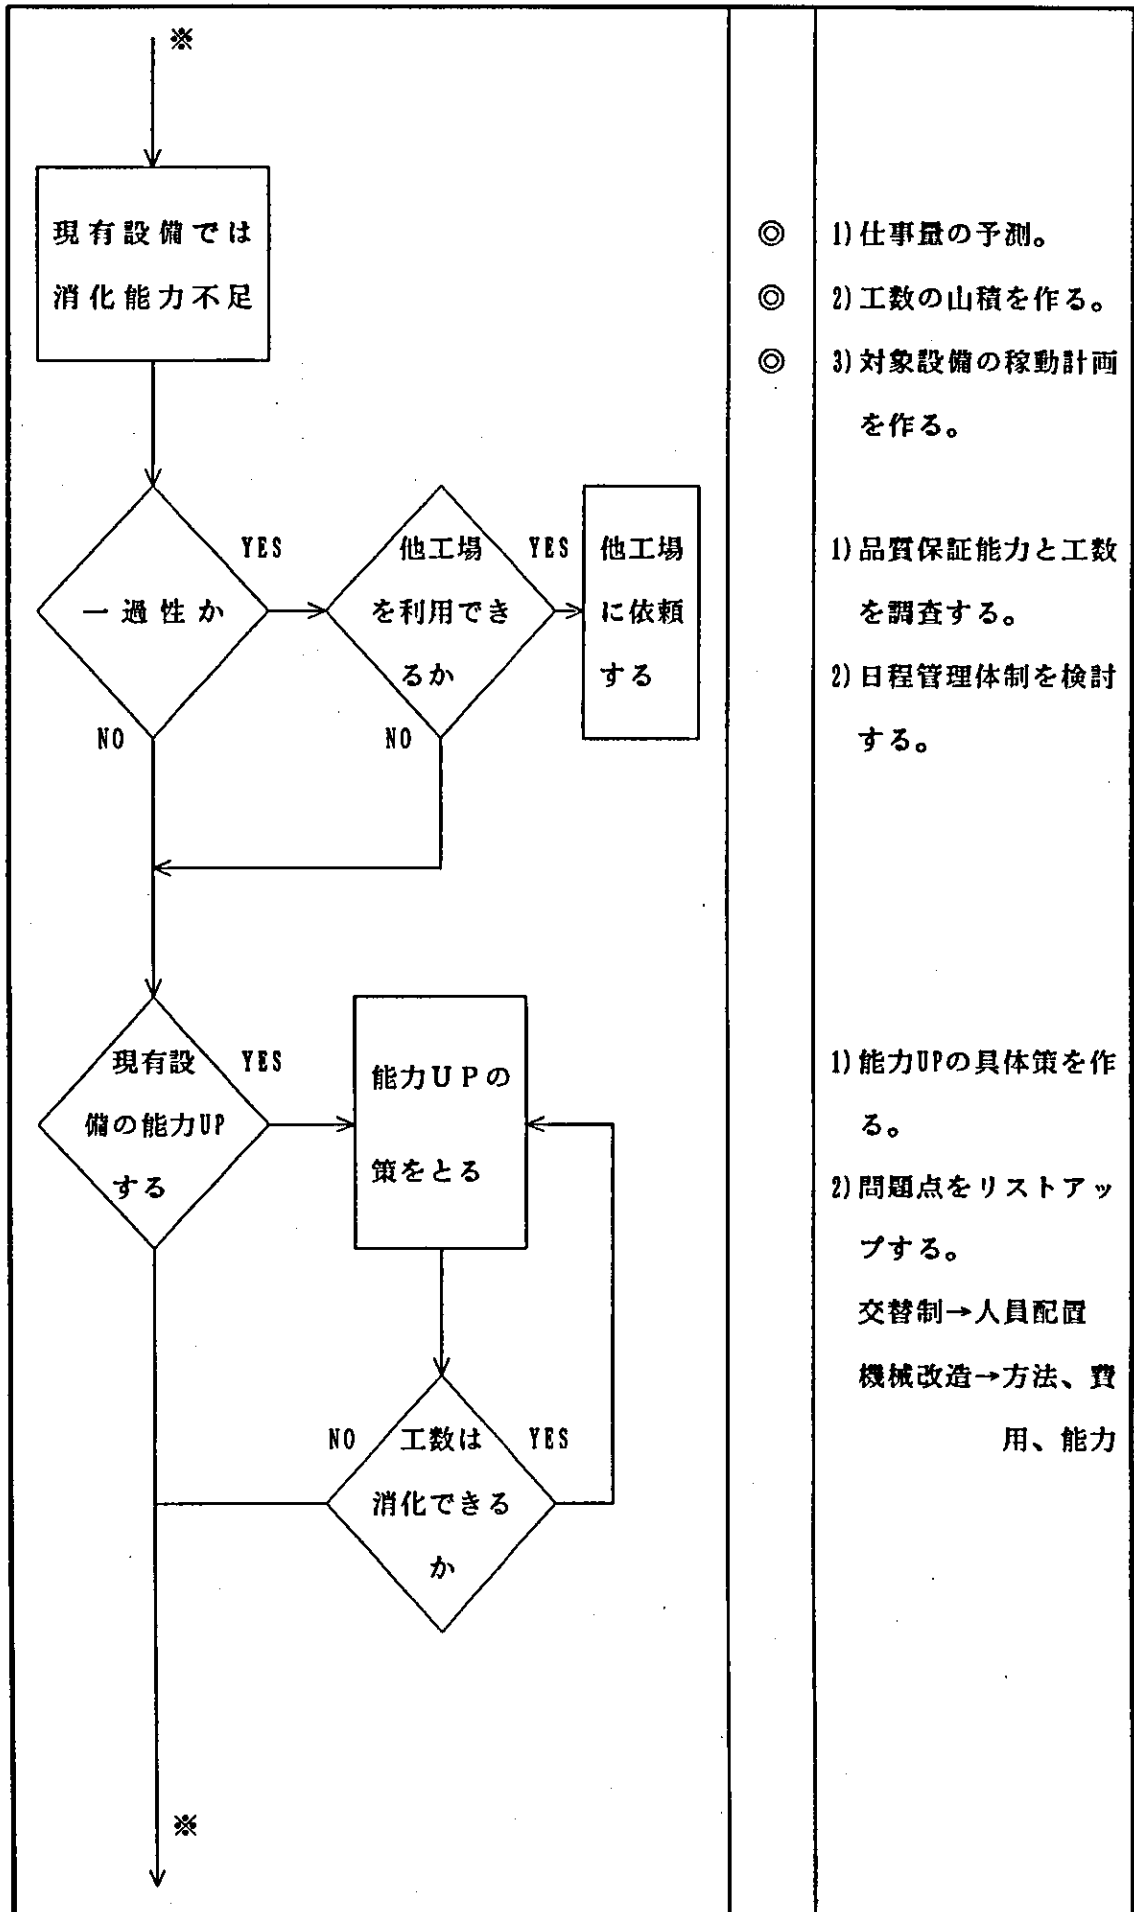 ※
現有設備では
消化能力不足
◎ 1)仕事量の予測。
◎ 2)工数の山積を作る。
◎ 3)対象設備の稼動計画
を作る。
一過性か
YES
NO
他工場
を利用でき
るか
YES
NO
他工場
に依頼
する
1)品質保証能力と工数
を調査する。
2)日程管理体制を検討
する。
現有設
備の能力UP
する
YES
能力UPの
策をとる
1)能力UPの具体策を作
る。
2)問題点をリストアッ
プする。
交替制→人員配置
機械改造→方法、費
用、能力
NO
工数は
消化できる
か
YES
※